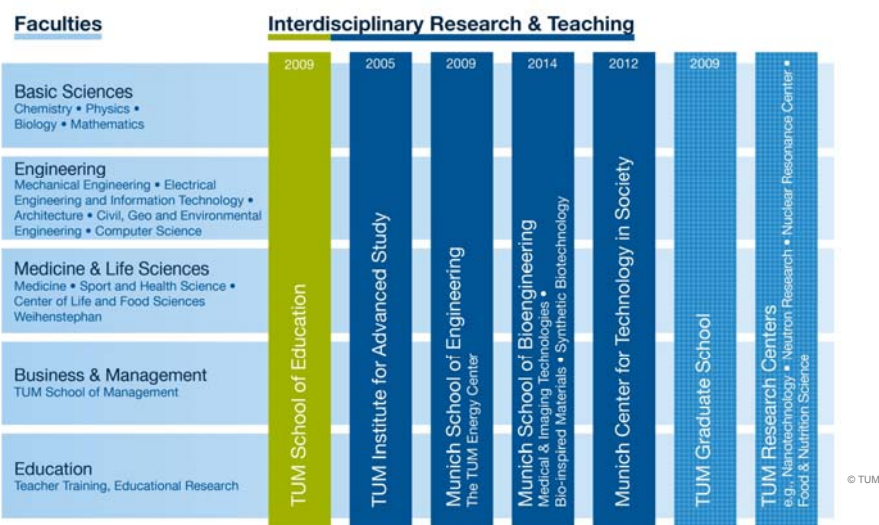 Faculties
Interdisciplinary Research & Teaching
Basic Sciences
Chemistry • Physics •
Biology • Mathematics
Engineering
Mechanical Engineering • Electrical
Engineering and Information Technology •
Architecture • Civil, Geo and Environmental
Engineering • Computer Science
Medicine & Life Sciences
Medicine • Sport and Health Science •
Center of Life and Food Sciences
Weihenstephan
Business & Management
TUM School of Management
Education
Teacher Training, Educational Research
2009
TUM School of Education
2005
TUM Institute for Advanced Study
2009
Munich School of Engineering
The TUM Energy Center
2014
Munich School of Bioengineering
Medical & Imaging Technologies •
Bio-inspired Materials • Synthetic Biotechnology
2012
Munich Center for Technology in Society
2009
TUM Graduate School
TUM Research Centers
e.g., Nanotechnology • Neutron Research • Nuclear Resonance Center •
Food & Nutrition Science
© TUM